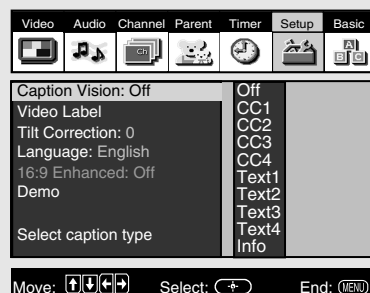 Video Audio Channel Parent Timer Setup Basic
Ch
A
B C
Caption Vision: Off
Video Label
Tilt Correction: 0
Language: English
16:9 Enhanced: Off
Demo
Select caption type
Off
CC1
CC2
CC3
CC4
Text1
Text2
Text3
Text4
Info
Move: Select: End: MENU